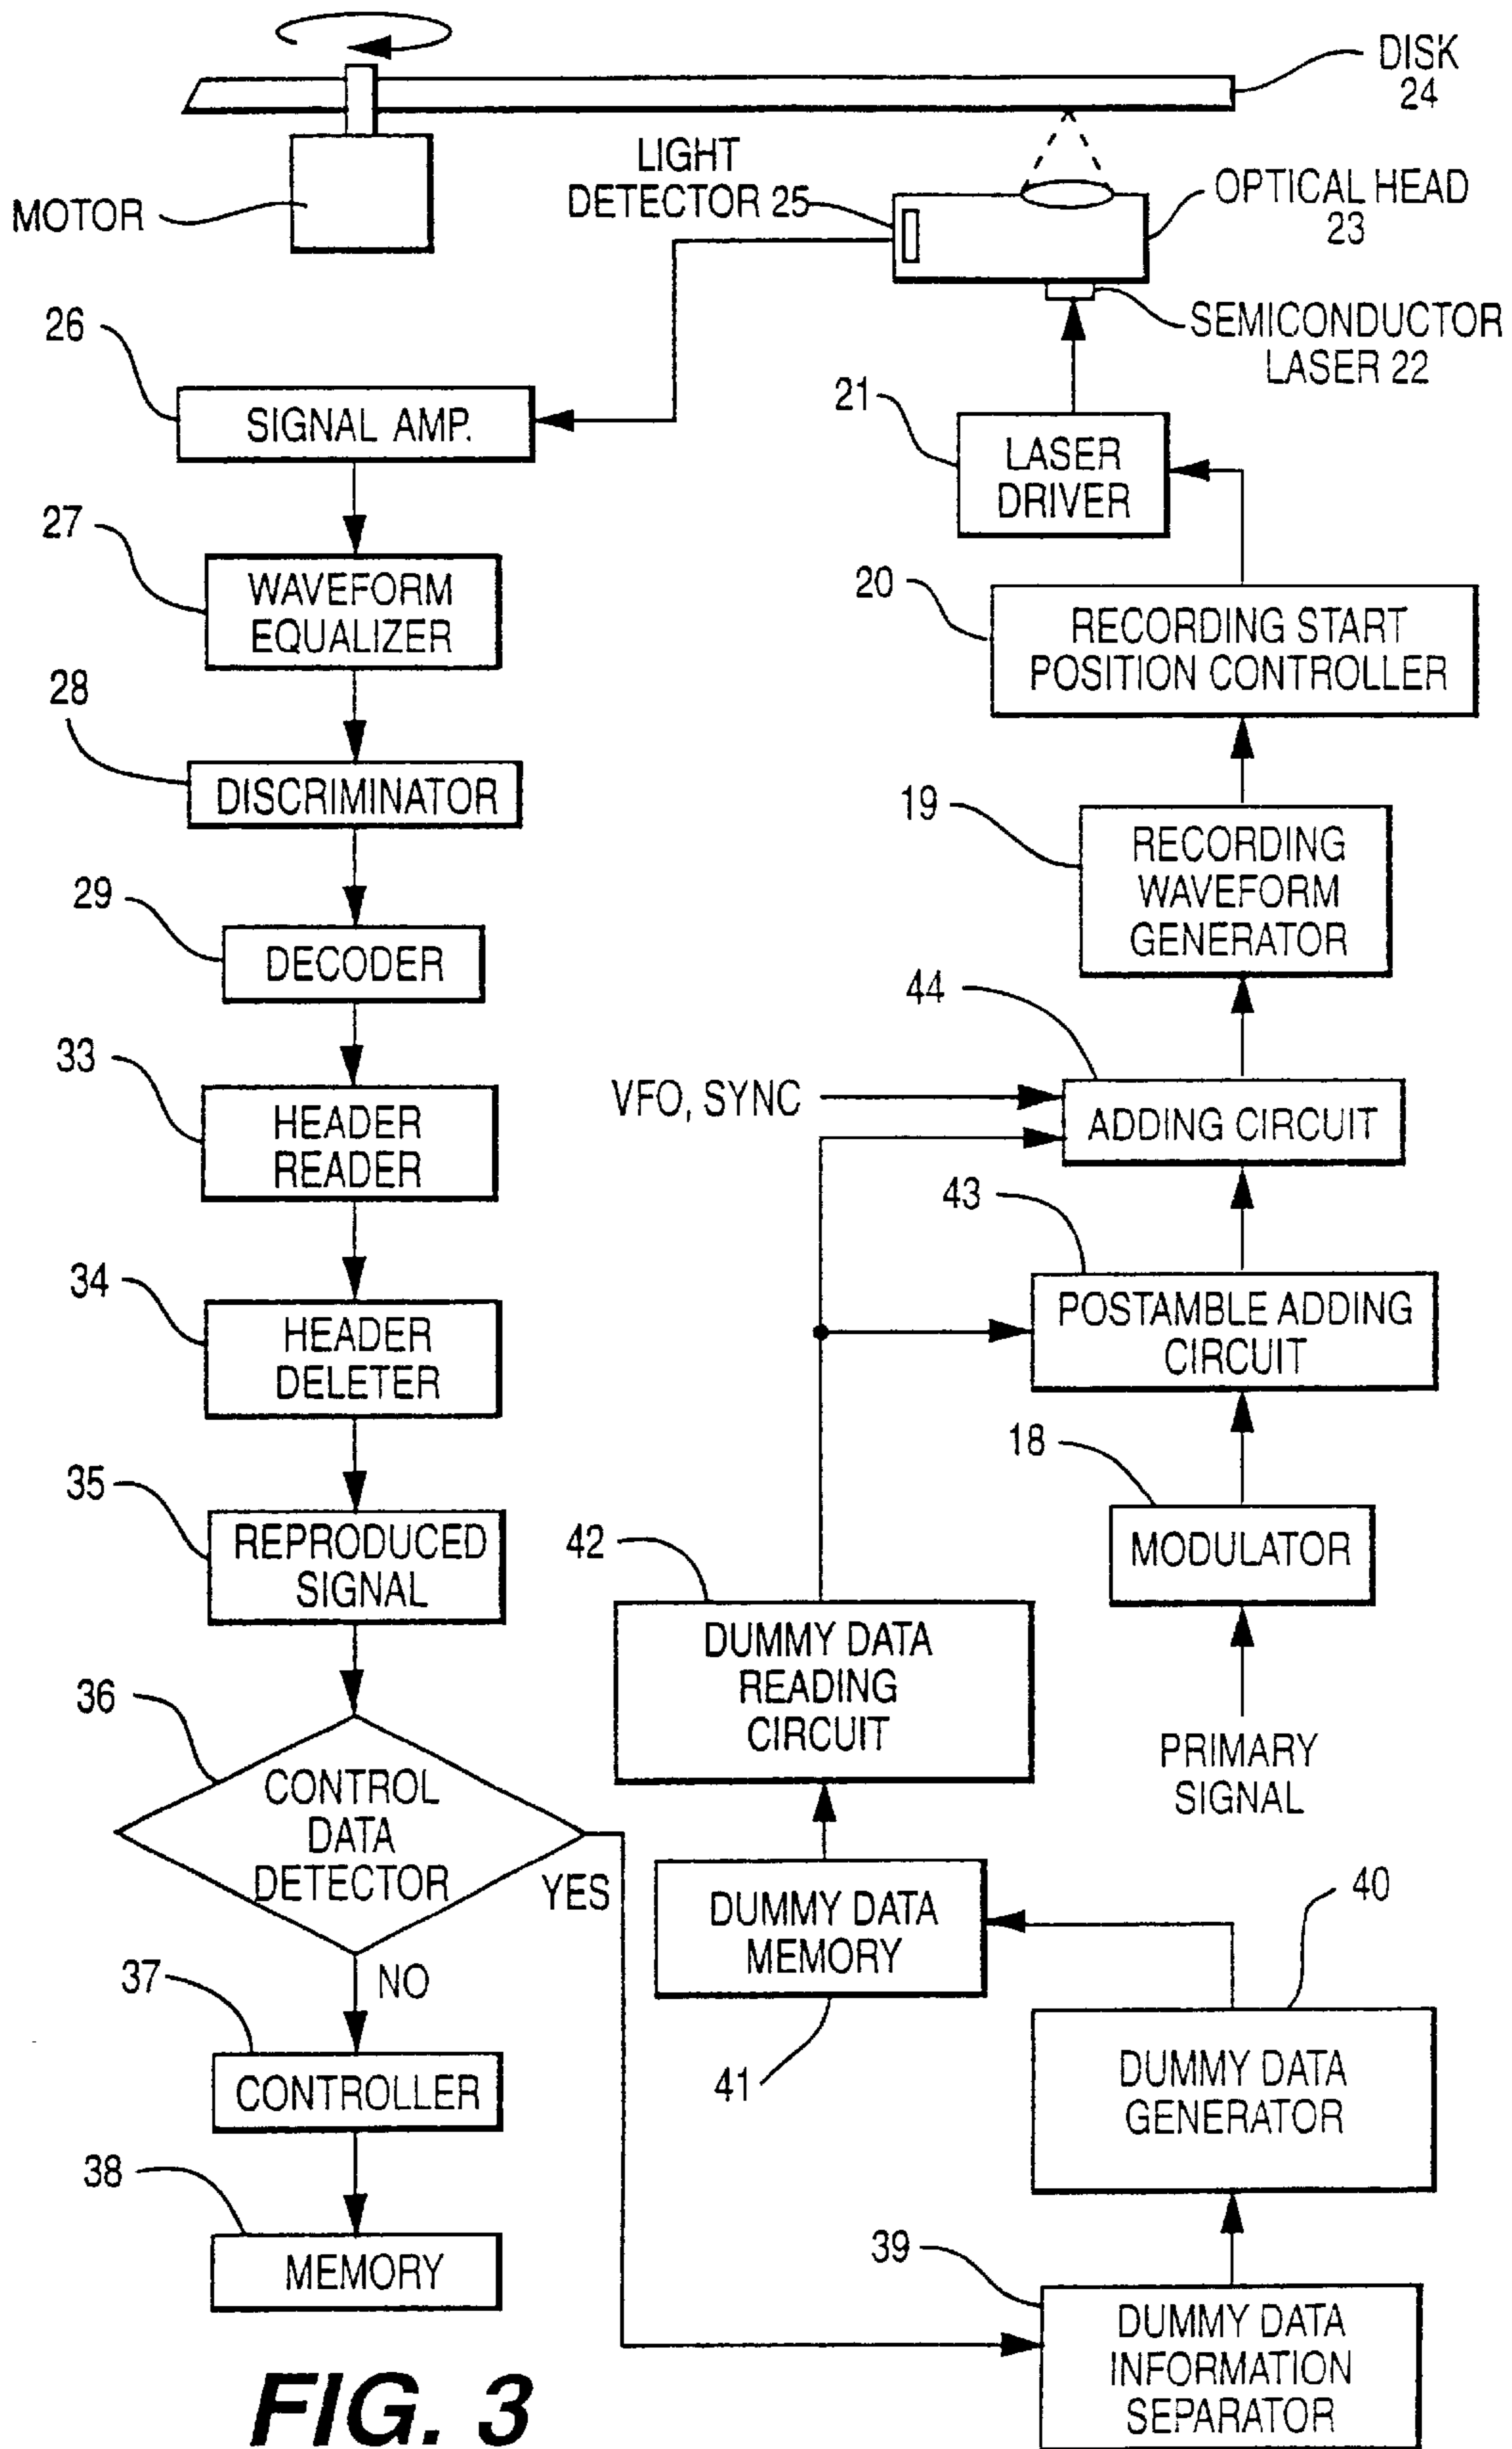 DISK
24
LIGHT
DETECTOR 25
OPTICAL HEAD
23
MOTOR
SEMICONDUCTOR
LASER 22
26
SIGNAL AMP.
21
LASER
DRIVER
27
WAVEFORM
EQUALIZER
20
RECORDING START
POSITION CONTROLLER
28
DISCRIMINATOR
19
RECORDING
WAVEFORM
GENERATOR
29
DECODER
44
33
VFO, SYNC
ADDING CIRCUIT
HEADER
READER
43
34
POSTAMBLE ADDING
CIRCUIT
HEADER
DELETER
18
35
MODULATOR
REPRODUCED
SIGNAL
42
DUMMY DATA
READING
CIRCUIT
36
PRIMARY
SIGNAL
CONTROL
DATA
DETECTOR
YES
NO
40
DUMMY DATA
MEMORY
37
41
CONTROLLER
DUMMY DATA
GENERATOR
38
MEMORY
39
DUMMY DATA
INFORMATION
SEPARATOR
FIG. 3